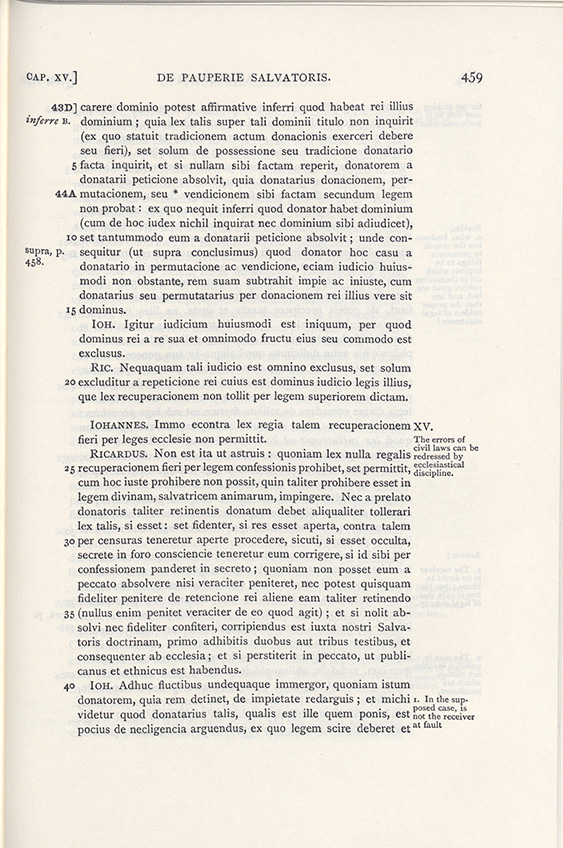 CAP. XV.] DE PAUPERIE SALVATORIS. 459
43D] carere dominio potest affirmative inferri quod habeat rei illius
inferre B. dominium ; quia lex talis super tali dominii titulo non inquirit
(ex quo statuit tradicionem actum donacionis exerceri debere
seu fieri), set solum de possessione seu tradicione donatario
5 facta inquirit, et si nullam sibi factam reperit, donatorem a
donatarii peticione absolvit, quia donatarius donacionem, per-
44A mutacionem, seu * vendicionem sibi factam secundum legem
non probat : ex quo nequit inferri quod donator habet dominium
(cum de hoc iudex nichil inquirat nec dominium sibi adiudicet),
10 set tantummodo eum a donatarii peticione absolvit ; unde con-
supra, p. sequitur (ut supra conclusimus) quod donator hoc casu a
458. donatario in permutacione ac vendicione, eciam iudicio huius-
modi non obstante, rem suam subtrahit impie ac iniuste, cum
donatarius seu permutatarius per donacionem rei illius vere sit
15 dominus.
IOH. Igitur iudicium huiusmodi est iniquum, per quod
dominus rei a re sua et omnimodo fructu eius seu commodo est
exclusus.
RIC. Nequaquam tali iudicio est omnino exclusus, set solum
20 excluditur a repeticione rei cuius est dominus iudicio legis illius,
que lex recuperacionem non tollit per legem superiorem dictam.
IOHANNES. Immo econtra lex regia talem recuperacionem XV.
fieri per leges ecclesie non permittit. The errors of
civil laws can be
RICARDUS. Non est ita ut astruis : quoniam lex nulla regalis redressed by
25 recuperacionem fieri per legem confessionis prohibet, set permittit, ecclesiastical
discipline.
cum hoc iuste prohibere non possit, quin taliter prohibere esset in
legem divinam, salvatricem animarum, impingere. Nec a prelato
donatoris taliter retinentis donatum debet aliqualiter tollerari
lex talis, si esset : set fidenter, si res esset aperta, contra talem
30 per censuras teneretur aperte procedere, sicuti, si esset occulta,
secrete in foro consciencie teneretur eum corrigere, si id sibi per
confessionem panderet in secreto ; quoniam non posset eum a
peccato absolvere nisi veraciter peniteret, nec potest quisquam
fideliter penitere de retencione rei aliene eam taliter retinendo
35 (nullus enim penitet veraciter de eo quod agit) ; et si nolit ab-
solvi nec fideliter confiteri, corripiendus est iuxta nostri Salva-
toris doctrinam, primo adhibitis duobus aut tribus testibus, et
consequenter ab ecclesia ; et si perstiterit in peccato, ut publi-
canus et ethnicus est habendus.
40 IOH. Adhuc fluctibus undequaque immergor, quoniam istum
donatorem, quia rem detinet, de impietate redarguis ; et michi 1. In the sup-
posed case, is
videtur quod donatarius talis, qualis est ille quem ponis, est not the receiver
pocius de negligencia arguendus, ex quo legem scire deberet et at fault